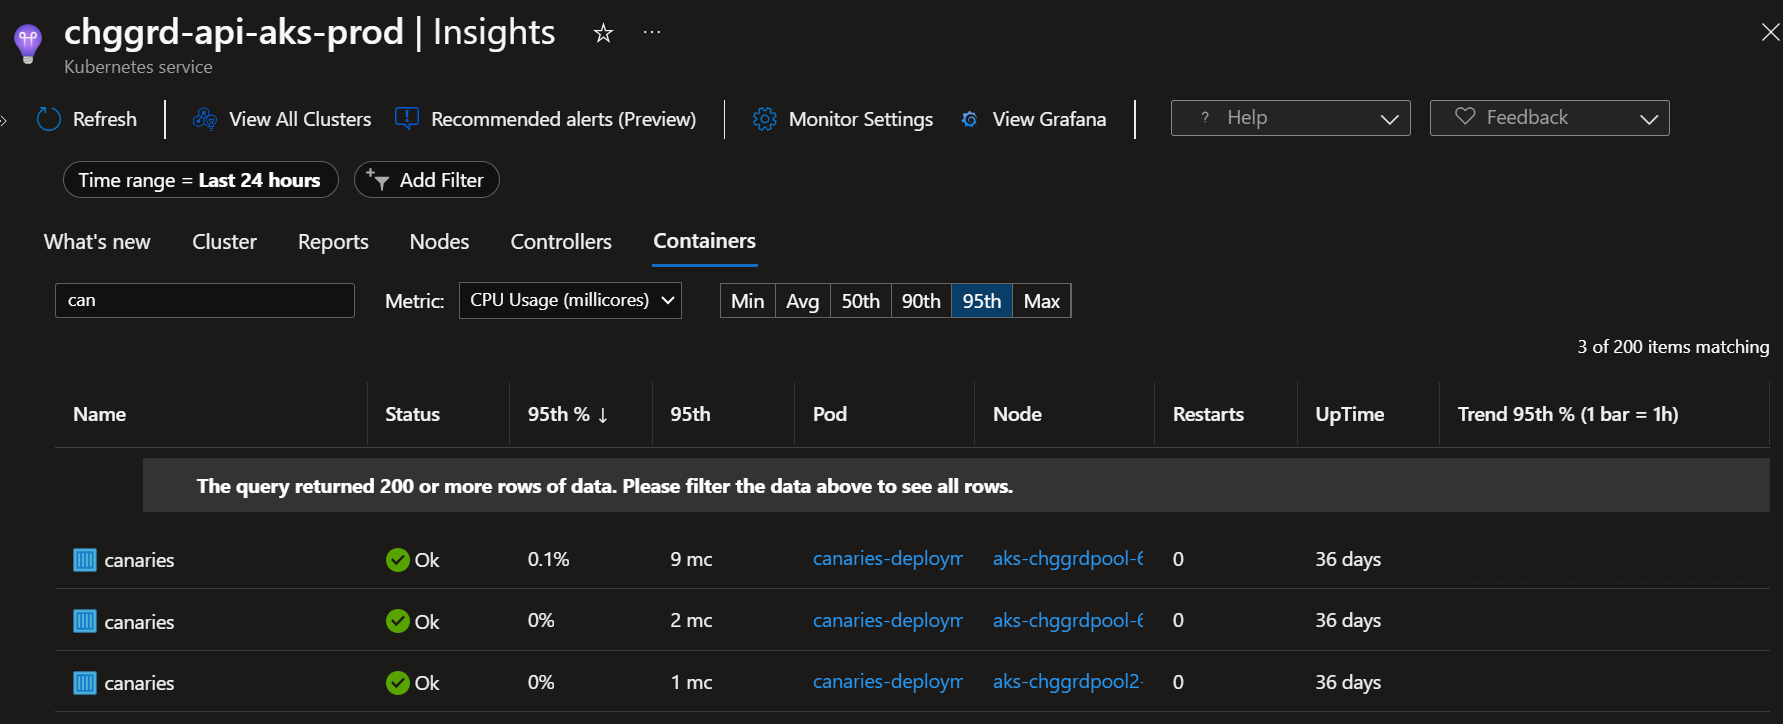 chggrd-api-aks-prod | Insights ☆ ...
Kubernetes service
Refresh View All Clusters Recommended alerts (Preview) Monitor Settings View Grafana ? Help Feedback
Time range = Last 24 hours Add Filter
What's new Cluster Reports Nodes Controllers Containers
can Metric: CPU Usage (millicores) Min Avg 50th 90th 95th Max
3 of 200 items matching
Name Status 95th % ↓ 95th Pod Node Restarts UpTime Trend 95th % (1 bar = 1h)
The query returned 200 or more rows of data. Please filter the data above to see all rows.
canaries Ok 0.1% 9 mc canaries-deploym aks-chggrdpool-6 0 36 days
canaries Ok 0% 2 mc canaries-deploym aks-chggrdpool-6 0 36 days
canaries Ok 0% 1 mc canaries-deploym aks-chggrdpool2- 0 36 days